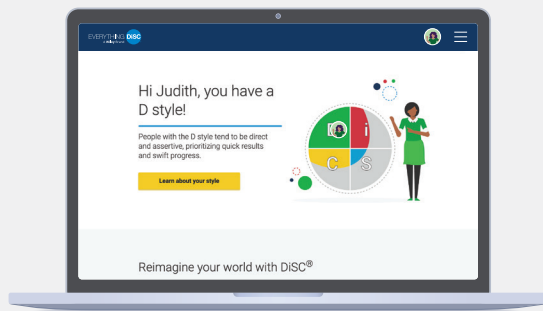 EVERYTHING DiSC
Hi Judith, you have a
D style!
People with the D style tend to be direct
and assertive, prioritizing quick results
and swift progress.
Learn about your style
D i
C S
Reimagine your world with DiSC®